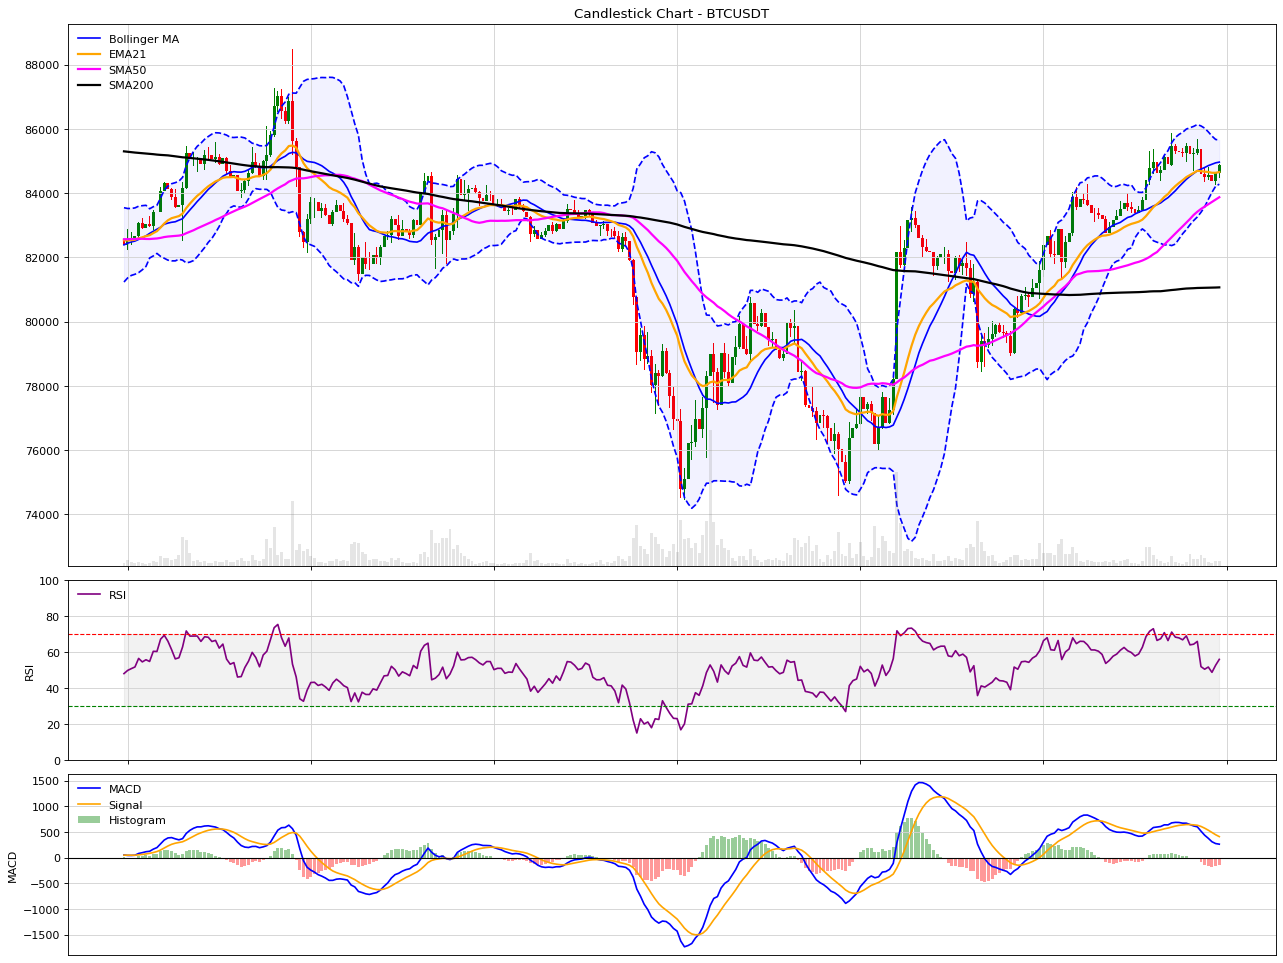 Candlestick Chart - BTCUSDT
Bollinger MA
EMA21
SMA50
SMA200
88000
86000
84000
82000
80000
78000
76000
74000
100
80
60
40
20
0
RSI
RSI
1500
1000
500
0
−500
−1000
−1500
MACD
MACD
Signal
Histogram